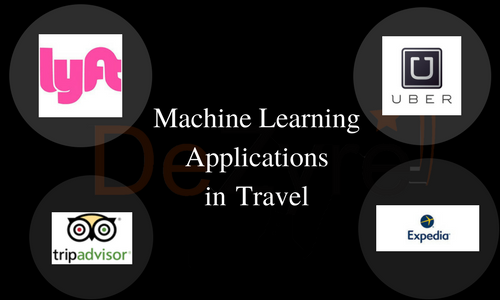 lyft
U
UBER
Machine Learning
Applications
in Travel
tripadvisor®
Expedia